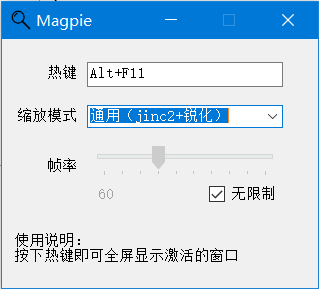 Magpie
热键 Alt+F11
缩放模式 通用（jinc2+锐化）
帧率
60 无限制
使用说明：
按下热键即可全屏显示激活的窗口